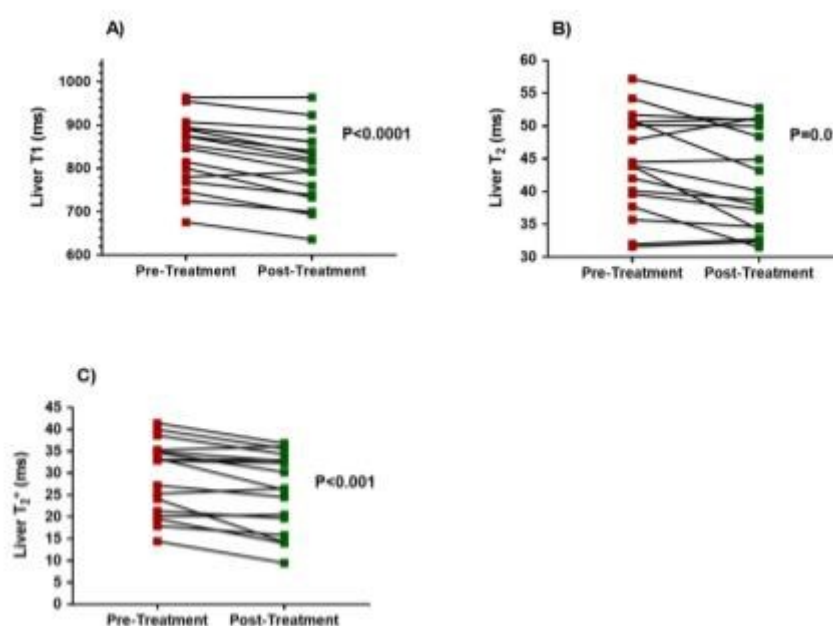 A)
Liver T1 (ms)
1000
900
800
700
600
Pre-Treatment Post-Treatment
P<0.0001
B)
Liver T₂ (ms)
60
55
50
45
40
35
30
Pre-Treatment Post-Treatment
P=0.0
C)
Liver T₂* (ms)
45
40
35
30
25
20
15
10
5
0
Pre-Treatment Post-Treatment
P<0.001